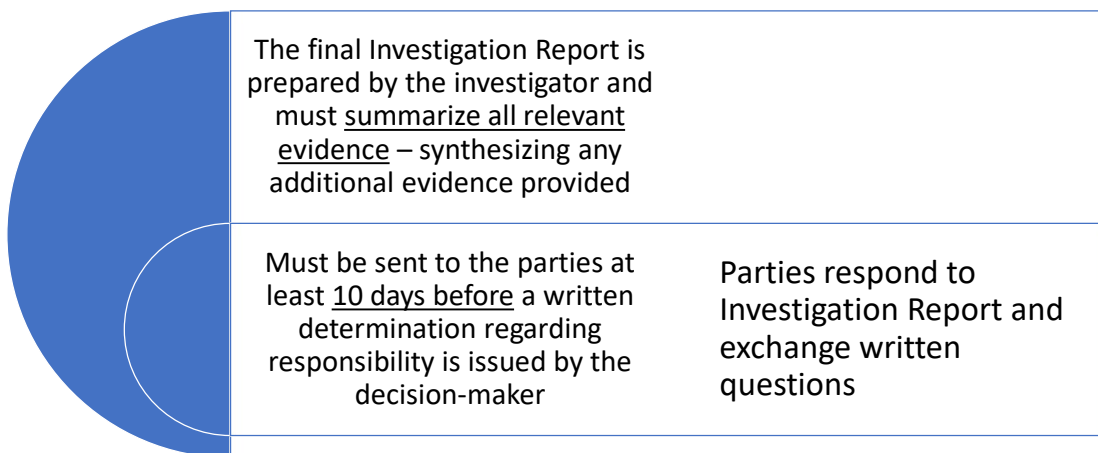 The final Investigation Report is
prepared by the investigator and
must summarize all relevant
evidence – synthesizing any
additional evidence provided
Must be sent to the parties at
least 10 days before a written
determination regarding
responsibility is issued by the
decision-maker
Parties respond to
Investigation Report and
exchange written
questions